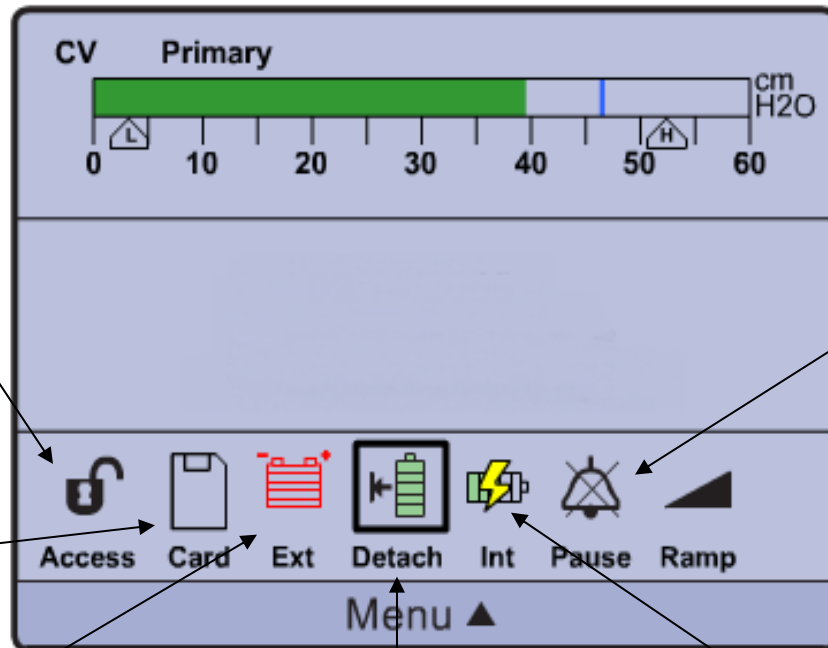 CV Primary
cm
H2O
L H
0 10 20 30 40 50 60
- +
Access Card Ext Detach Int Pause Ramp
Menu ▲